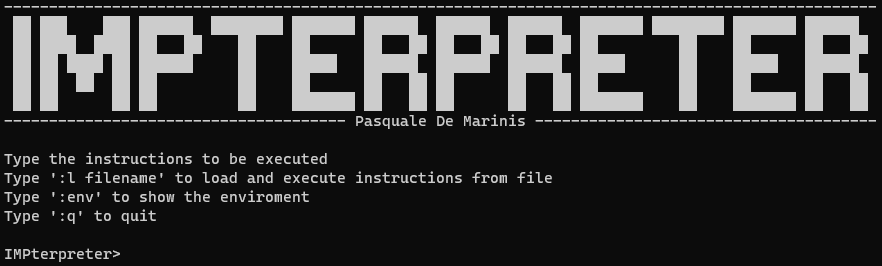 IMPTERPRETER
Pasquale De Marinis
Type the instructions to be executed
Type ':l filename' to load and execute instructions from file
Type ':env' to show the enviroment
Type ':q' to quit
IMPterpreter>